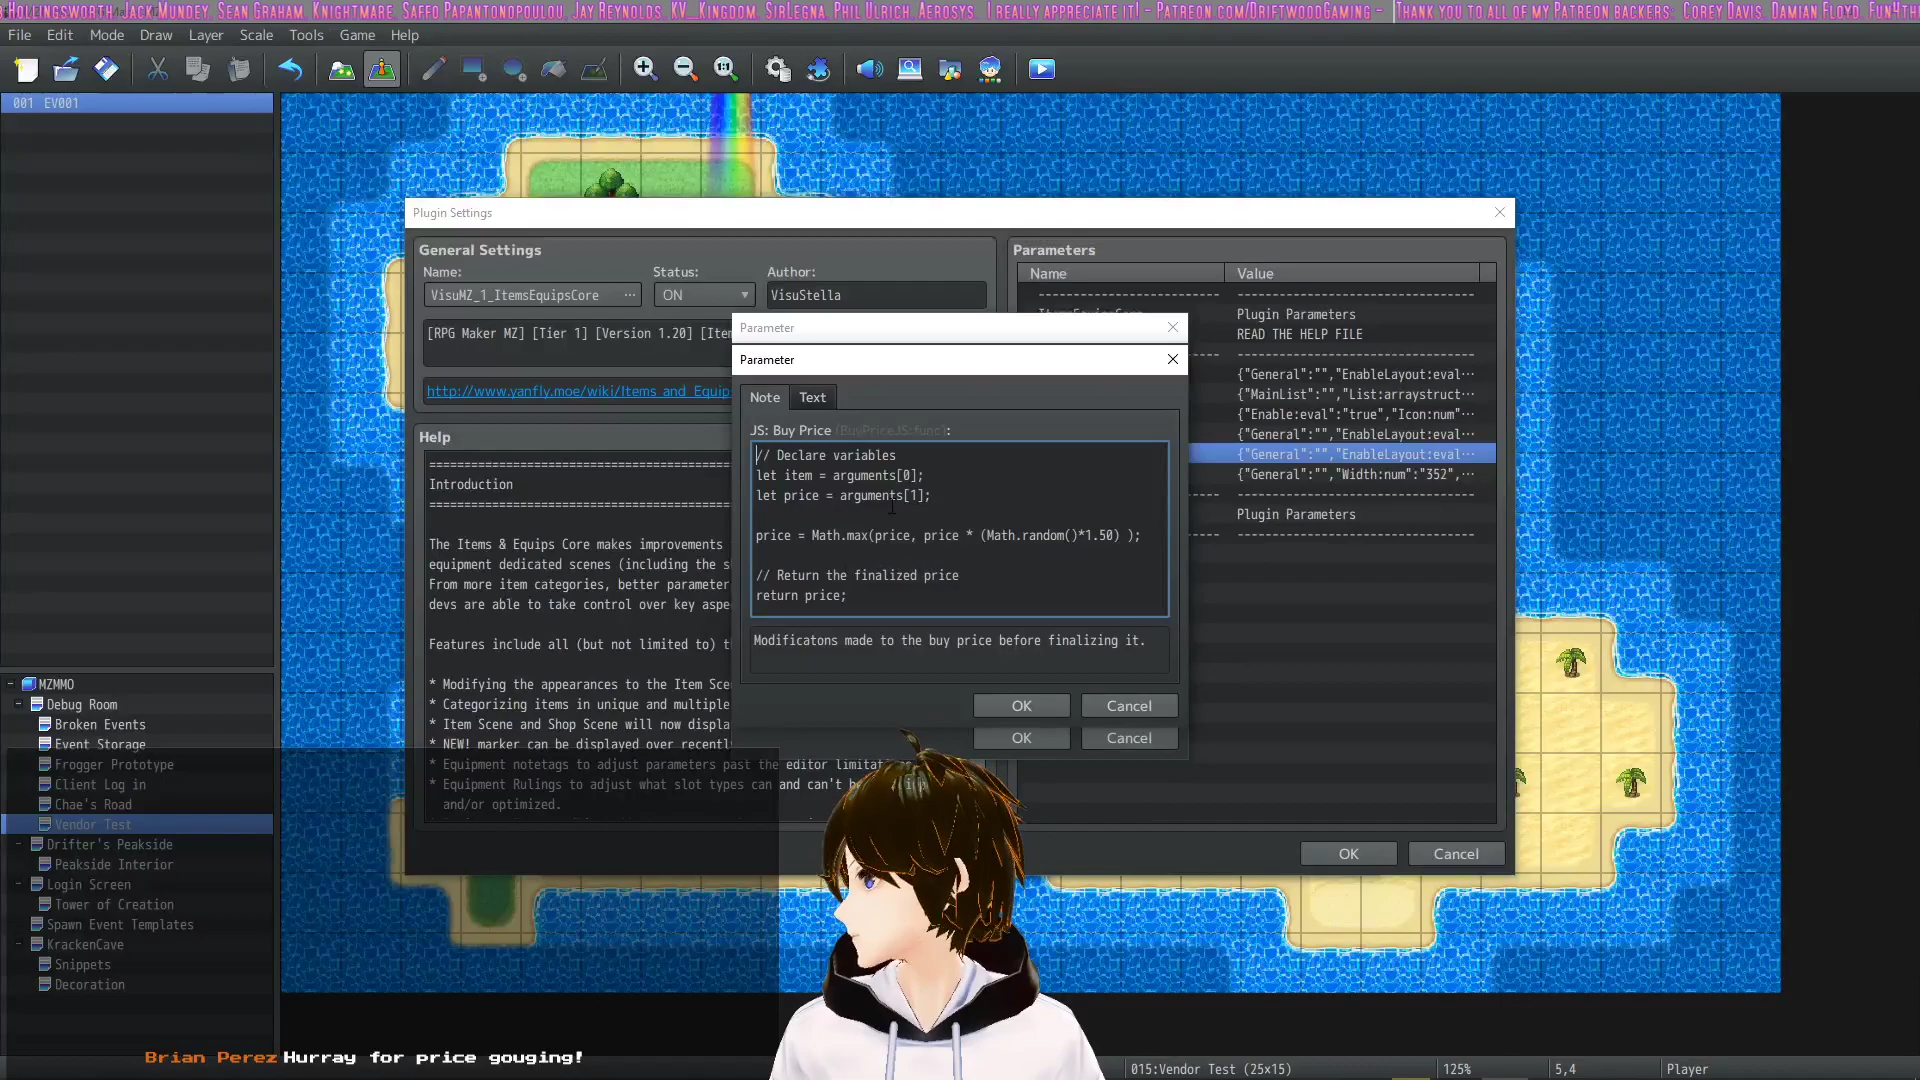 Hollingsworth, Jack Mundey, Sean Graham, Knightmare, Saffo Papantonopoulou, Jay Reynolds, KV_Kingdom, SirLegna, Phil Ulrich, Aerosys. I really appreciate it! - Patreon.com/DriftwoodGaming - Thank you to all of my Patreon backers: Corey Davis, Damian Floyd, Fun4th
File Edit Mode Draw Layer Scale Tools Game Help
001 EV001
Plugin Settings
General Settings
Name:
Status:
Author:
VisuMZ_1_ItemsEquipsCore ...
ON
VisuStella
[RPG Maker MZ] [Tier 1] [Version 1.20] [Ite
http://www.yanfly.moe/wiki/Items_and_Equip
Help
Introduction
The Items & Equips Core makes improvements
equipment dedicated scenes (including the s
From more item categories, better parameter
devs are able to take control over key aspe
Features include all (but not limited to) t
* Modifying the appearances to the Item Sce
* Categorizing items in unique and multiple
* Item Scene and Shop Scene will now displa
* NEW! marker can be displayed over recentl
* Equipment notetags to adjust parameters past the editor limitat
* Equipment Rulings to adjust what slot types can and can't b
and/or optimized.
Parameters
Name Value
Plugin Parameters
READ THE HELP FILE
{"General":"","EnableLayout:eval…
{"MainList":"","List:arraystruct…
{"Enable:eval":"true","Icon:num"…
{"General":"","EnableLayout:eval…
{"General":"","EnableLayout:eval…
{"General":"","Width:num":"352",…
Plugin Parameters
Parameter
Parameter
Note Text
JS: Buy Price (BuyPriceJS:func):
// Declare variables
let item = arguments[0];
let price = arguments[1];
price = Math.max(price, price * (Math.random()*1.50) );
// Return the finalized price
return price;
Modificatons made to the buy price before finalizing it.
OK Cancel
OK Cancel
OK Cancel
MZMMO
Debug Room
Broken Events
Event Storage
Frogger Prototype
Client Log in
Chae's Road
Vendor Test
Drifter's Peakside
Peakside Interior
Login Screen
Tower of Creation
Spawn Event Templates
KrackenCave
Snippets
Decoration
Brian Perez Hurray for price gouging!
015:Vendor Test (25x15) 125% 5,4 Player